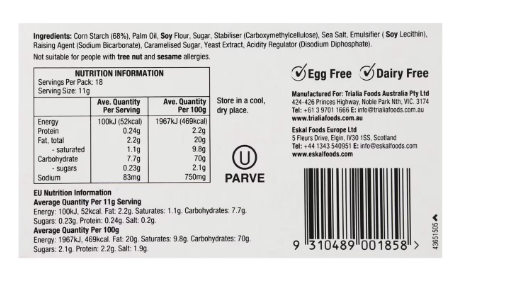 Ingredients: Corn Starch (68%), Palm Oil, Soy Flour, Sugar, Stabiliser (Carboxymethylcellulose), Sea Salt, Emulsifier ( Soy Lecithin),
Raising Agent (Sodium Bicarbonate), Caramelised Sugar, Yeast Extract, Acidity Regulator (Disodium Diphosphate).
Not suitable for people with tree nut and sesame allergies.
NUTRITION INFORMATION
Servings Per Pack: 18
Serving Size: 11g
Ave. Quantity Per Serving Ave. Quantity Per 100g
Energy 100kJ (52kcal) 1967kJ (469kcal)
Protein 0.24g 2.2g
Fat, total 2.2g 20g
- saturated 1.1g 9.8g
Carbohydrate 7.7g 70g
- sugars 0.23g 2.1g
Sodium 83mg 750mg
EU Nutrition Information
Average Quantity Per 11g Serving
Energy: 100kJ, 52kcal. Fat: 2.2g. Saturates: 1.1g. Carbohydrates: 7.7g.
Sugars: 0.23g. Protein: 0.24g. Salt: 0.2g.
Average Quantity Per 100g
Energy: 1967kJ, 469kcal. Fat: 20g. Saturates: 9.8g. Carbohydrates: 70g.
Sugars: 2.1g. Protein: 2.2g. Salt: 1.9g.
Store in a cool,
dry place.
U
PARVE
Egg Free Dairy Free
Manufactured For: Trialia Foods Australia Pty Ltd
424-426 Princes Highway, Noble Park Nth, VIC. 3174
Tel: +61 3 9701 1666 E: info@trialiafoods.com.au
www.trialiafoods.com.au
Eskal Foods Europe Ltd
5 Fleurs Drive, Elgin, IV30 1SS, Scotland
Tel: +44 1343 540951 E: info@eskalfoods.com
www.eskalfoods.com
9 310489 001858 >
43651505